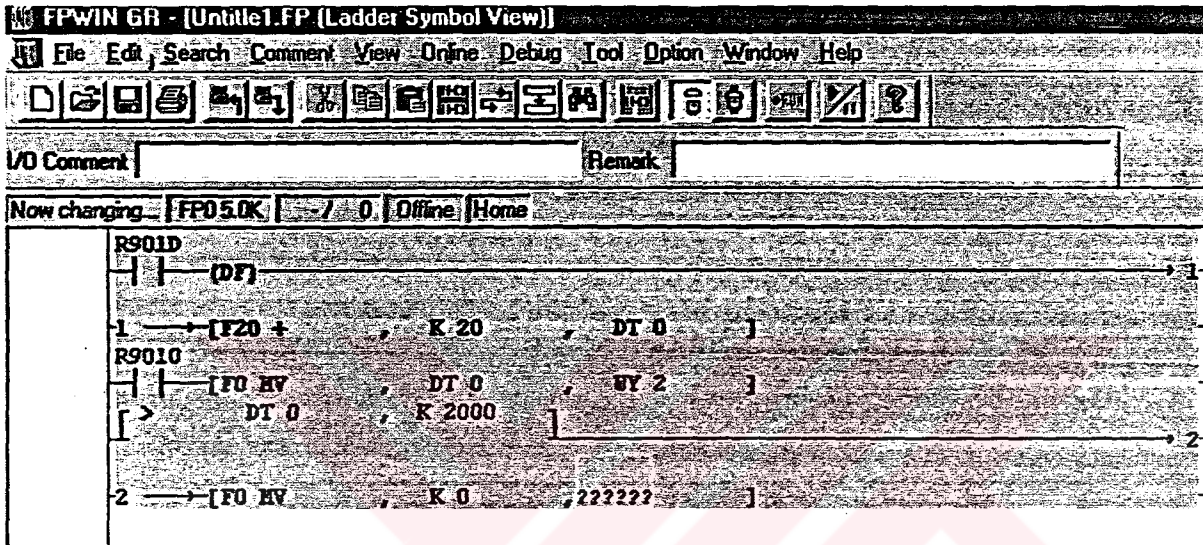 FPWIN GR - [Untitle1.FP (Ladder Symbol View)]
File Edit Search Comment View Online Debug Tool Option Window Help
I/O Comment Remark
Now changing... FP0 5.0K - / 0 Offline Home
R901D
(DF) 1
1 [F20 + , K 20 , DT 0 ]
R9010
[F0 MV , DT 0 , WY 2 ]
[ > DT 0 , K 2000 ] 2
2 [F0 MV , K 0 ,?????? ]